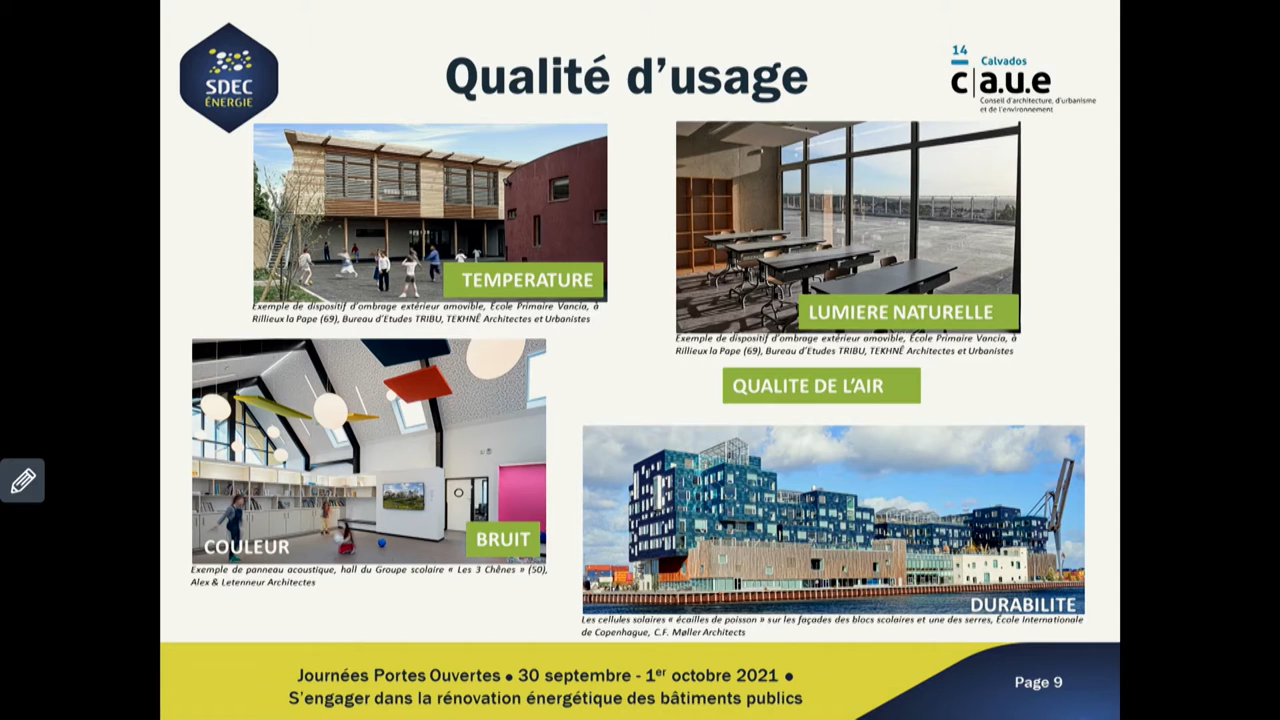 SDEC
ÉNERGIE
Qualité d'usage
14
Calvados
c|a.u.e
Conseil d'architecture, d'urbanisme
et de l'environnement
TEMPERATURE
Exemple de dispositif d'ombrage extérieur amovible, École Primaire Vancia, à
Rillieux la Pape (69), Bureau d'Etudes TRIBU, TEKHNÊ Architectes et Urbanistes
LUMIERE NATURELLE
Exemple de dispositif d'ombrage extérieur amovible, École Primaire Vancia, à
Rillieux la Pape (69), Bureau d'Etudes TRIBU, TEKHNÊ Architectes et Urbanistes
QUALITE DE L'AIR
COULEUR
BRUIT
Exemple de panneau acoustique, hall du Groupe scolaire « Les 3 Chênes » (50),
Alex & Letenneur Architectes
DURABILITE
Les cellules solaires « écailles de poisson » sur les façades des blocs scolaires et une des serres, École Internationale
de Copenhague, C.F. Møller Architects
Journées Portes Ouvertes • 30 septembre - 1er octobre 2021 •
S'engager dans la rénovation énergétique des bâtiments publics
Page 9